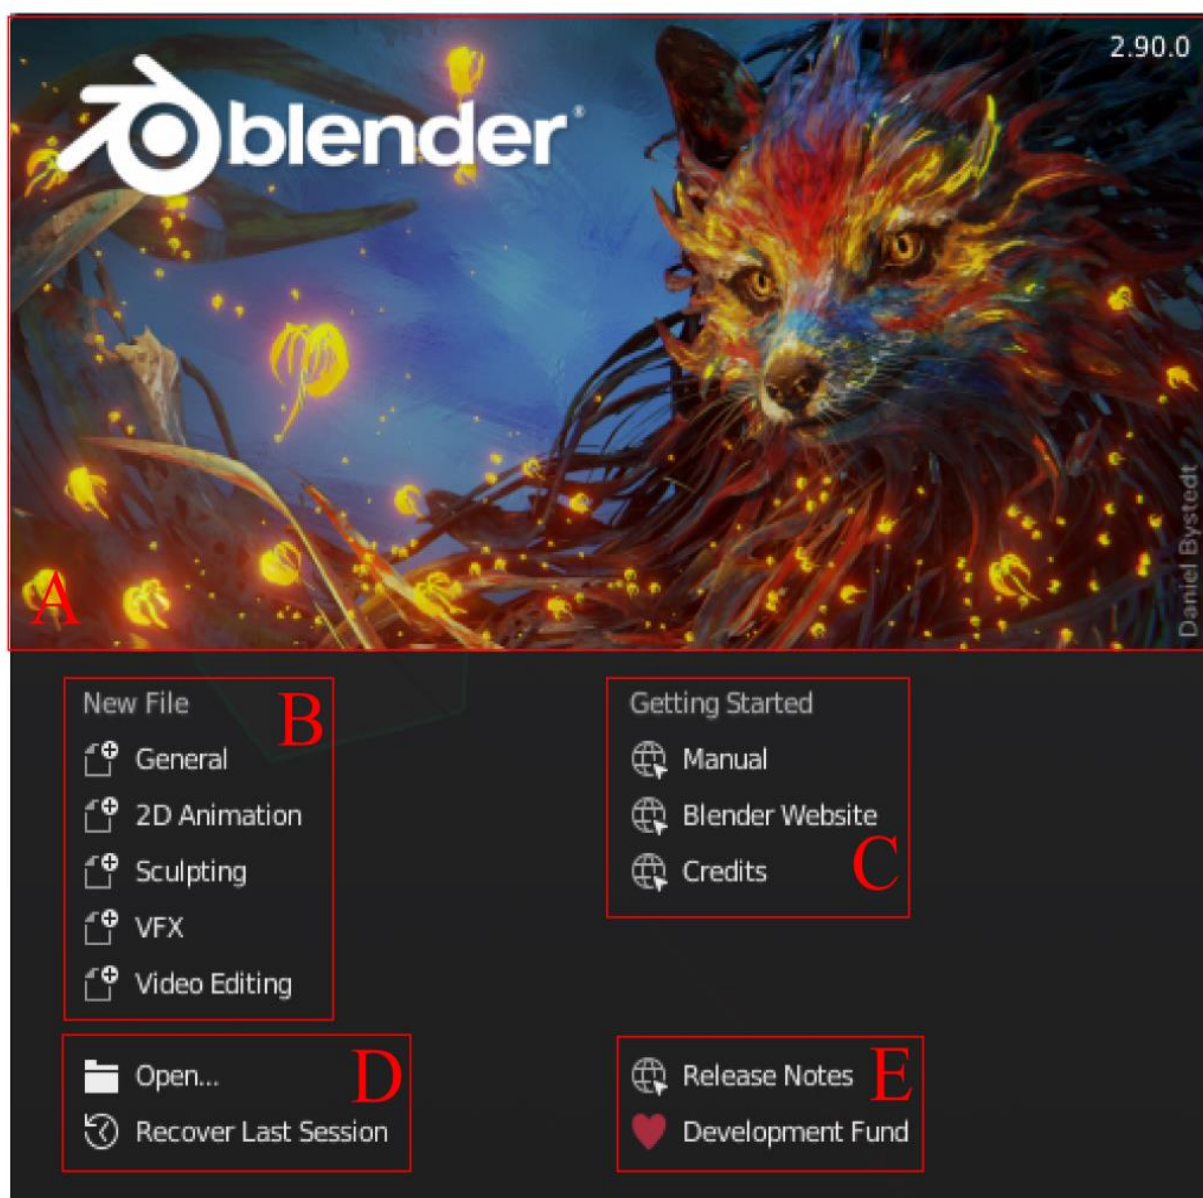 2.90.0
blender
Daniel Bystedt
A
New File
B
General
2D Animation
Sculpting
VFX
Video Editing
Getting Started
Manual
Blender Website
Credits
C
Open...
D
Recover Last Session
Release Notes
E
Development Fund